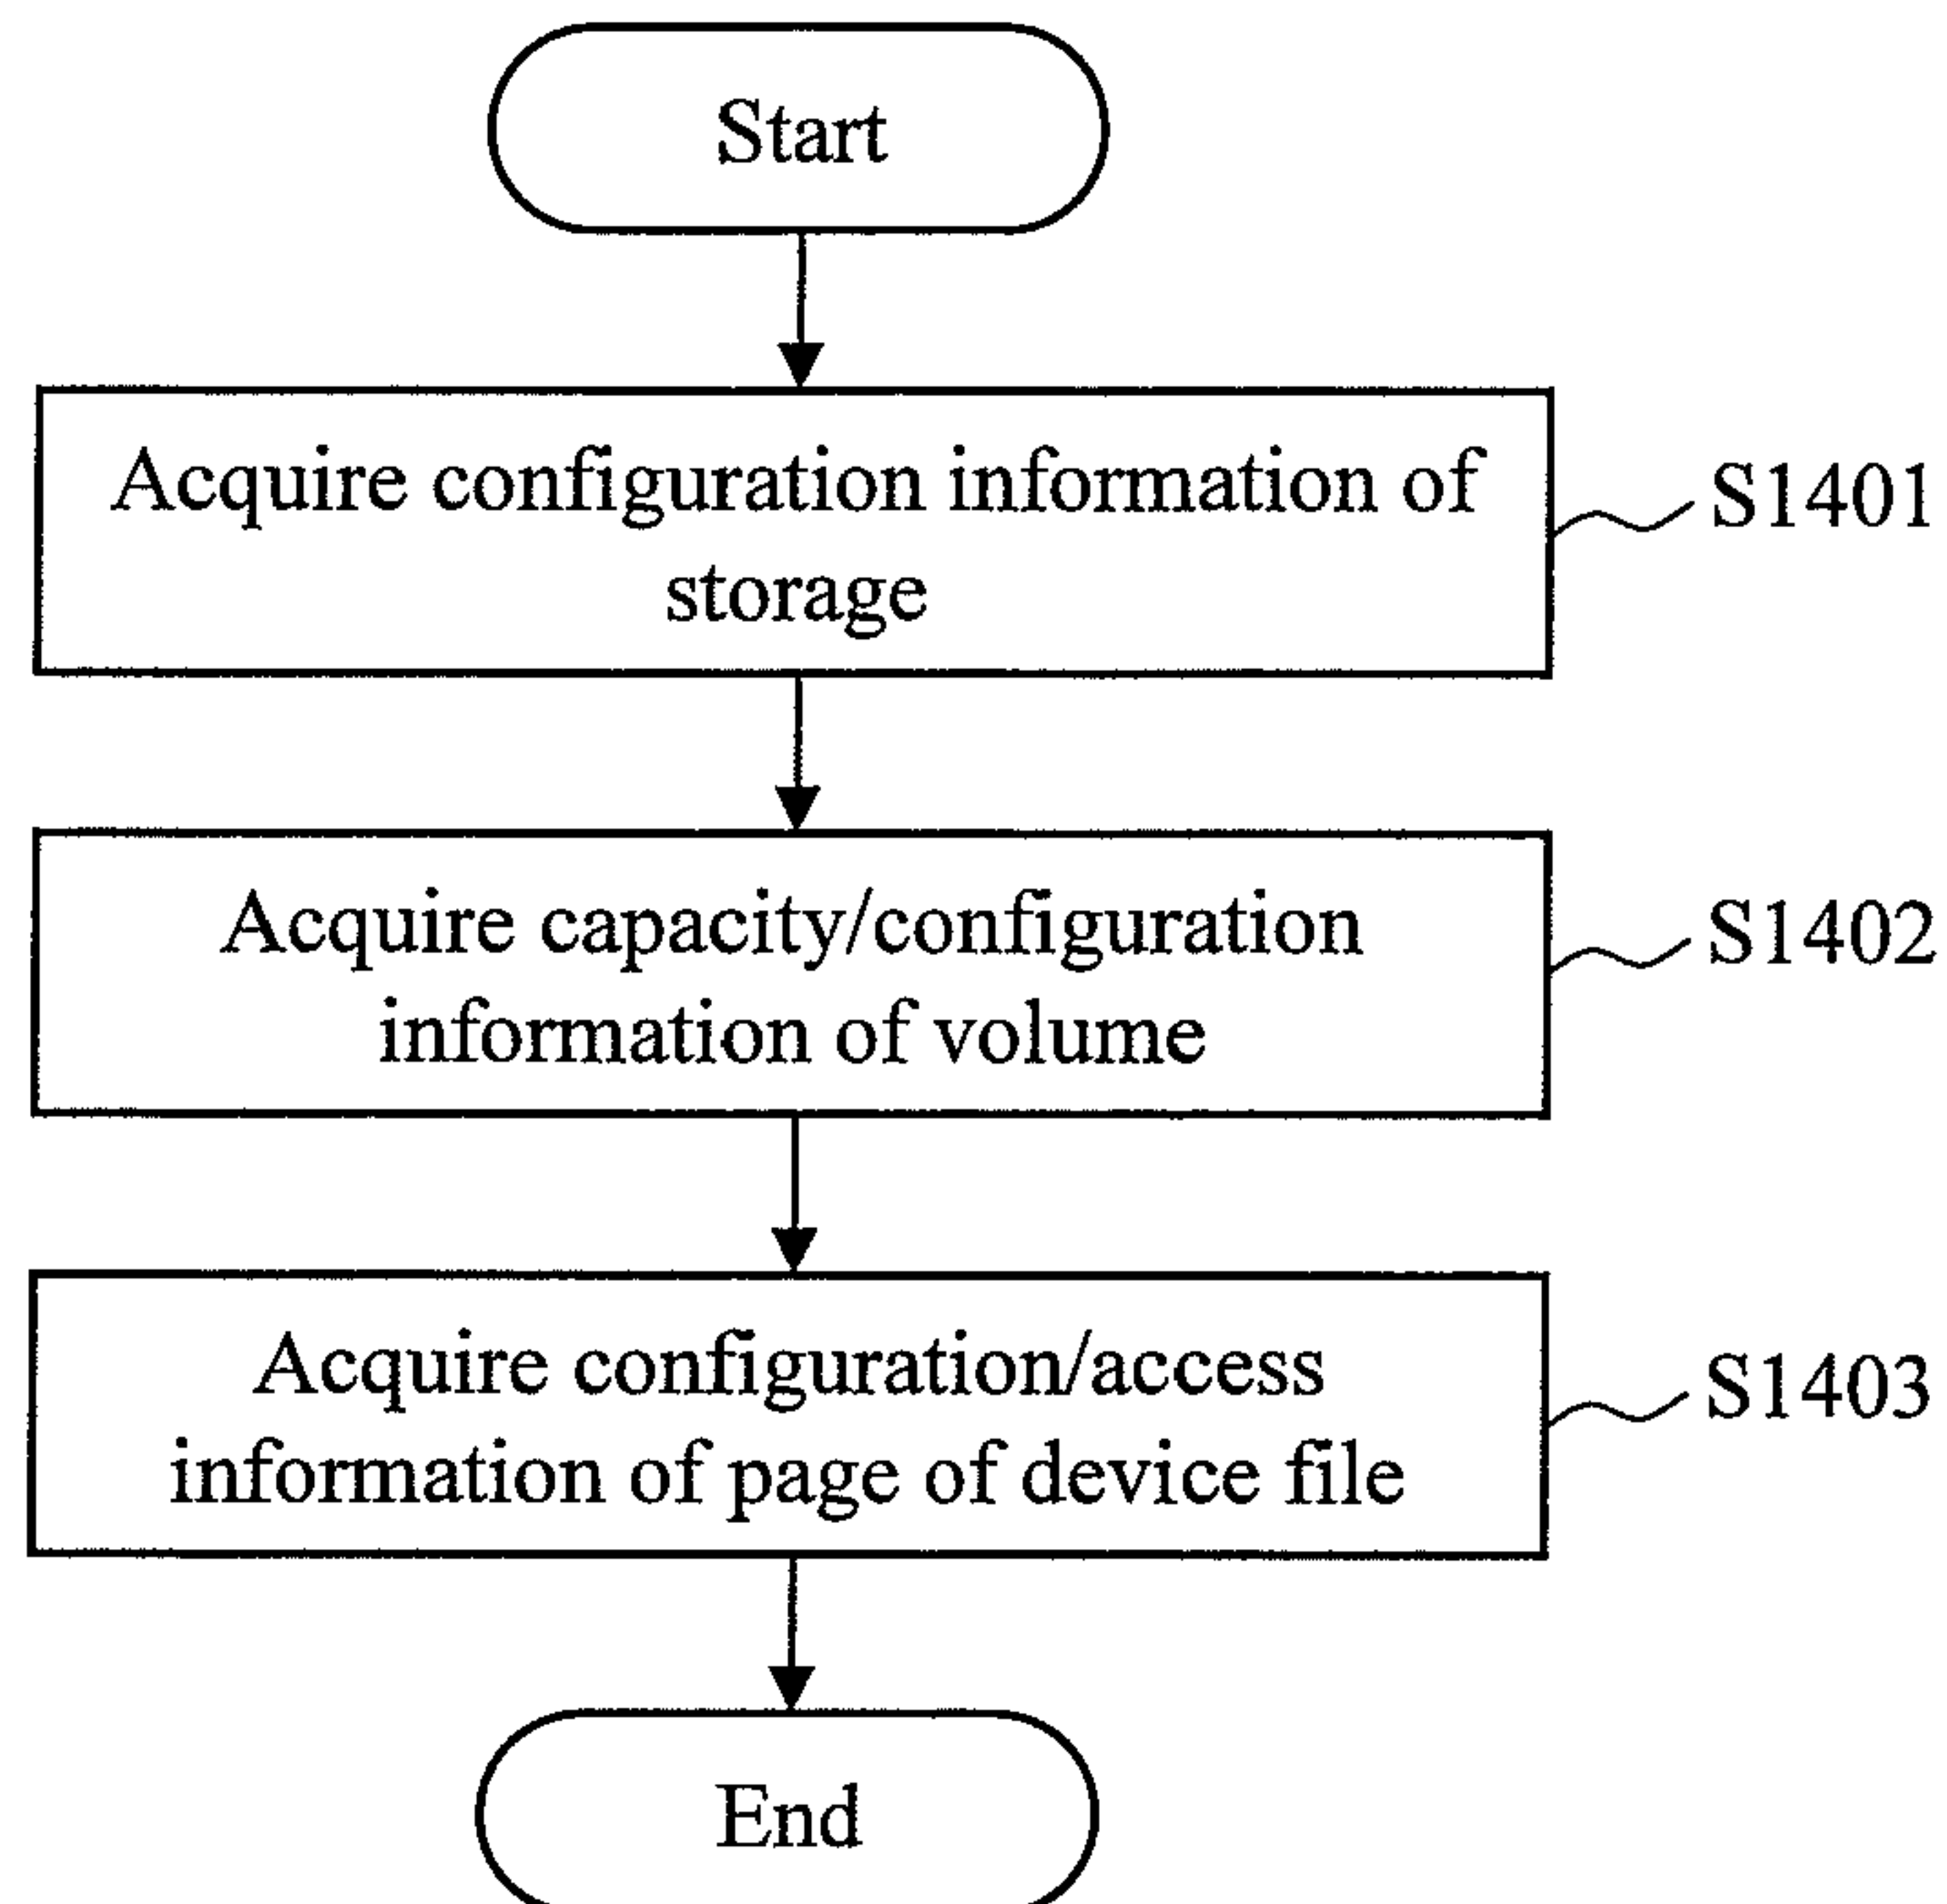 Start
Acquire configuration information of
storage
S1401
Acquire capacity/configuration
information of volume
S1402
Acquire configuration/access
information of page of device file
S1403
End